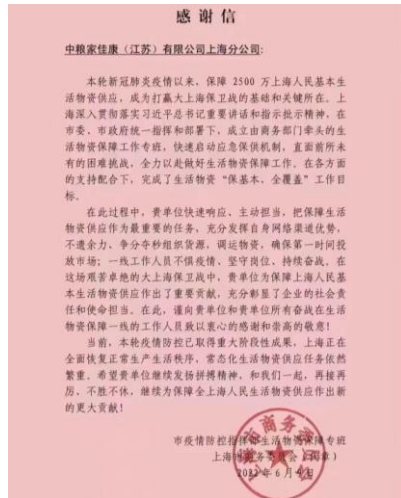 感谢信
中粮家佳康（江苏）有限公司上海分公司：
本轮新冠肺炎疫情以来，保障 2500 万上海人民基本生
活物资供应，成为打赢大上海保卫战的基础和关键所在。上
海深入贯彻落实习近平总书记重要讲话和指示批示精神，在
市委、市政府统一指挥和部署下，成立由商务部门牵头的生
活物资保障工作专班，快速启动应急保供机制，直面前所未
有的困难挑战，全力以赴做好生活物资保障工作。在各方面
的支持配合下，完成了生活物资“保基本、全覆盖”工作目
标。
在此过程中，贵单位快速响应、主动担当，把保障生活
物资供应作为最重要的任务，充分发挥自身网络渠道优势，
不遗余力、争分夺秒组织货源，调运物资，确保第一时间投
放市场；一线工作人员不惧疫情、坚守岗位、持续奋战。在
这场艰苦卓绝的大上海保卫战中，贵单位为保障上海人民基
本生活物资供应作出了重要贡献，充分彰显了企业的社会责
任和使命担当。在此，谨向贵单位和贵单位所有奋战在生活
物资保障一线的工作人员致以衷心的感谢和崇高的敬意！
当前，本轮疫情防控已取得重大阶段性成果，上海正在
全面恢复正常生产生活秩序，常态化生活物资供应任务依然
繁重、希望贵单位继续发扬拼搏精神，和我们一起，再接再
厉，不胜不休，继续为保障全上海人民生活物资供应作出新
的更大贡献！
市疫情防控指挥部生活物资保障专班
上海市商务委员会（代章）
2022 年 6 月